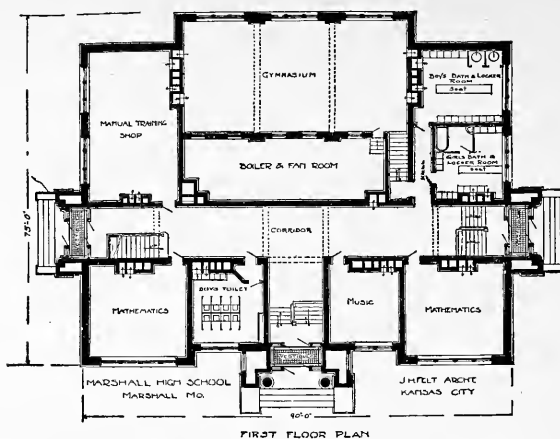 GYMNASIUM
BOYS BATH & LOCKER
ROOM
SEAT
MANUAL TRAINING
SHOP
BOILER & FAN ROOM
GIRLS BATH &
LOCKER ROOM
SEAT
75'-0"
CORRIDOR
MATHEMATICS
BOYS TOILET
MUSIC
MATHEMATICS
MARSHALL HIGH SCHOOL
MARSHALL MO.
J.H.FELT ARCHT.
KANSAS CITY
90'-0"
FIRST FLOOR PLAN